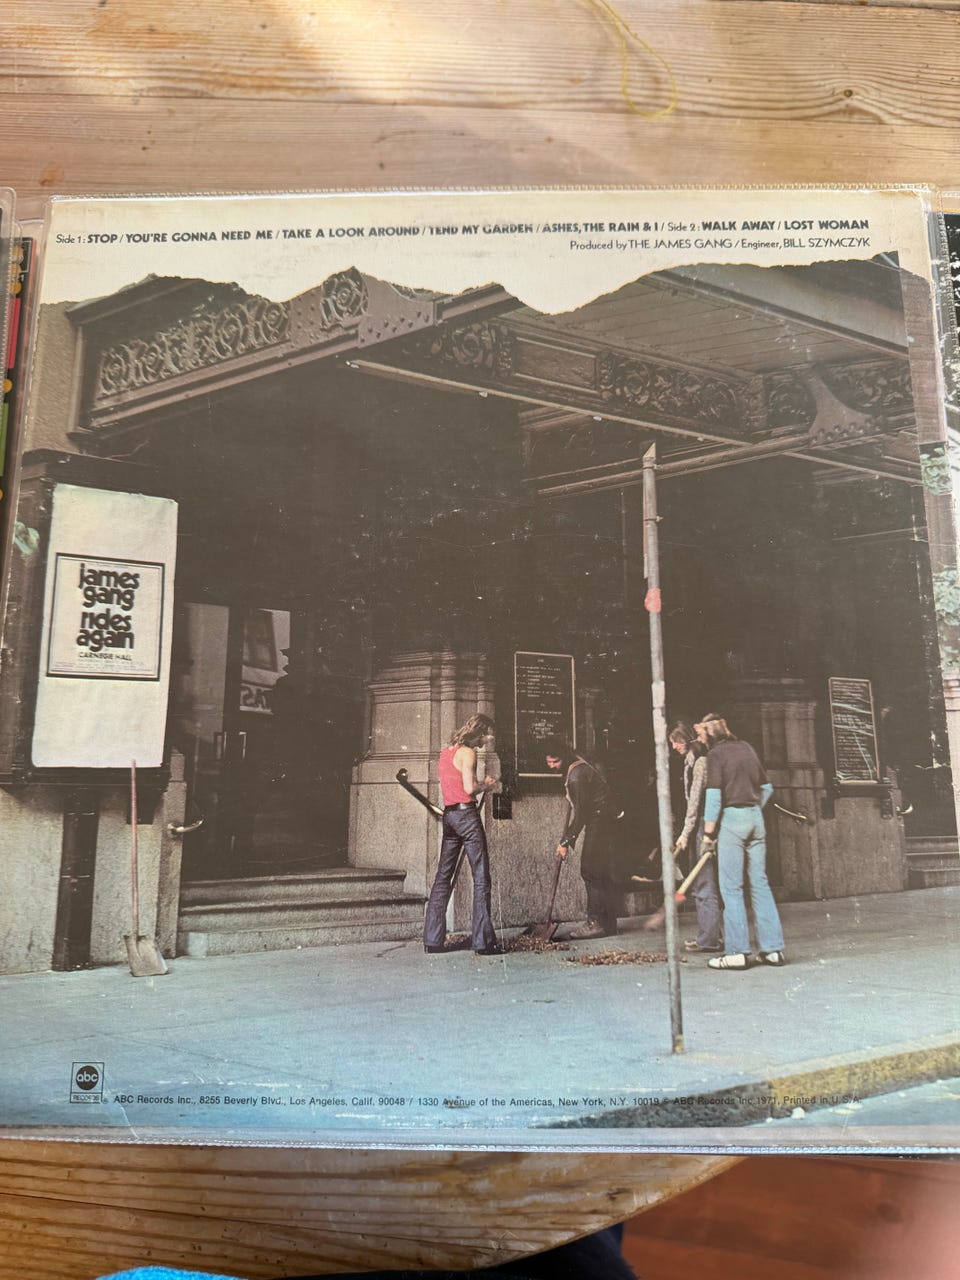 Side 1: STOP / YOU'RE GONNA NEED ME / TAKE A LOOK AROUND / TEND MY GARDEN / ASHES, THE RAIN & I / Side 2: WALK AWAY / LOST WOMAN
Produced by THE JAMES GANG / Engineer, BILL SZYMCZYK
james
gang
rides
again
CARNEGIE HALL
abc
RECORDS
ABC Records Inc., 8255 Beverly Blvd., Los Angeles, Calif. 90048 / 1330 Avenue of the Americas, New York, N.Y. 10019 © ABC Records Inc. 1971, Printed in U.S.A.